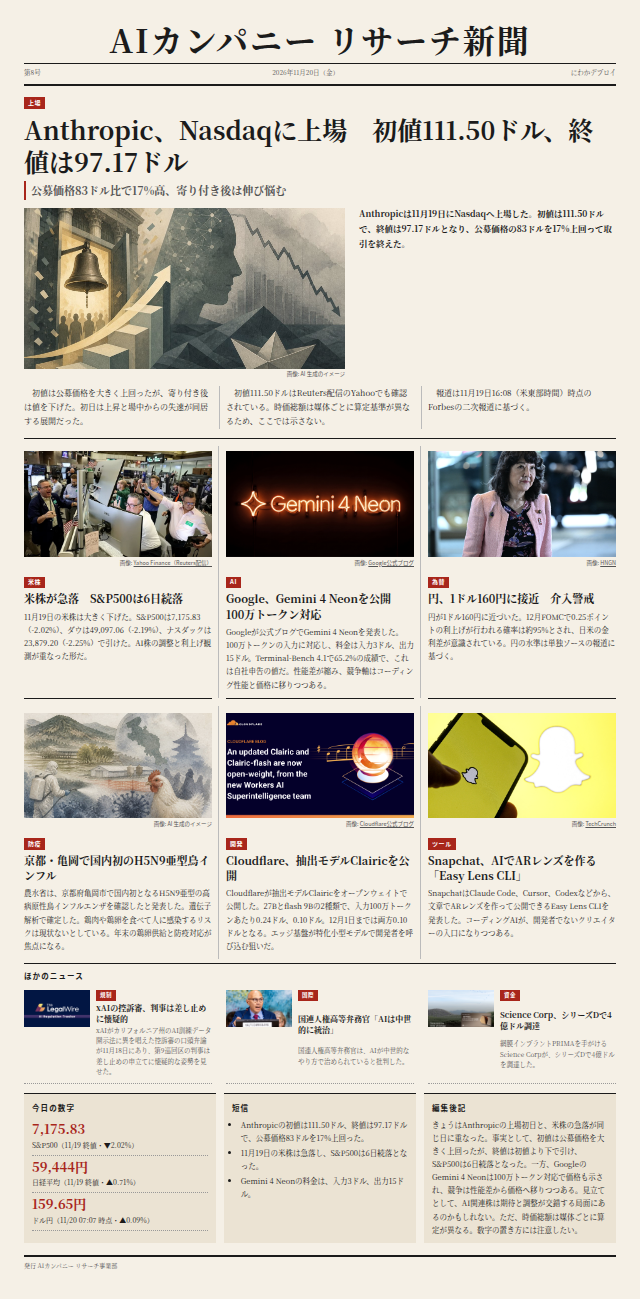 AIカンパニー リサーチ新聞
第8号
2026年11月20日（金）
にわかデプロイ
上場
Anthropic、Nasdaqに上場　初値111.50ドル、終
値は97.17ドル
公募価格83ドル比で17%高、寄り付き後は伸び悩む
Anthropicは11月19日にNasdaqへ上場した。初値は111.50ドル
で、終値は97.17ドルとなり、公募価格の83ドルを17%上回って取
引を終えた。
画像: AI 生成のイメージ
初値は公募価格を大きく上回ったが、寄り付き後
は値を下げた。初日は上昇と場中からの失速が同居
する展開だった。
初値111.50ドルはReuters配信のYahooでも確認
されている。時価総額は媒体ごとに算定基準が異な
るため、ここでは示さない。
報道は11月19日16:08（米東部時間）時点の
Forbesの二次報道に基づく。
画像: Yahoo Finance（Reuters配信）
米株
米株が急落　S&P500は6日続落
11月19日の米株は大きく下げた。S&P500は7,175.83
（-2.02%）、ダウは49,097.06（-2.19%）、ナスダックは
23,879.20（-2.25%）で引けた。AI株の調整と利上げ観
測が重なった形だ。
Gemini 4 Neon
画像: Google公式ブログ
AI
Google、Gemini 4 Neonを公開
100万トークン対応
Googleが公式ブログでGemini 4 Neonを発表した。
100万トークンの入力に対応し、料金は入力3ドル、出力
15ドル。Terminal-Bench 4.1で65.2%の成績で、これ
は自社申告の値だ。性能差が縮み、競争軸はコーディン
グ性能と価格に移りつつある。
画像: HNGN
為替
円、1ドル160円に接近　介入警戒
円が1ドル160円に近づいた。12月FOMCで0.25ポイン
トの利上げが行われる確率は約95%とされ、日米の金
利差が意識されている。円の水準は単独ソースの報道に
基づく。
画像: AI 生成のイメージ
防疫
京都・亀岡で国内初のH5N9亜型鳥イ
ンフル
農水省は、京都府亀岡市で国内初となるH5N9亜型の高
病原性鳥インフルエンザを確認したと発表した。遺伝子
解析で確定した。鶏肉や鶏卵を食べて人に感染するリス
クは現状ないとしている。年末の鶏卵供給と防疫対応が
焦点になる。
CLOUDFLARE
CLOUDFLARE BLOG
An updated Clairic and
Clairic-flash are now
open-weight, from the
new Workers AI
Superintelligence team
画像: Cloudflare公式ブログ
開発
Cloudflare、抽出モデルClairicを公
開
Cloudflareが抽出モデルClairicをオープンウェイトで
公開した。27Bとflash 9Bの2種類で、入力100万トーク
ンあたり0.24ドル、0.10ドル。12月1日までは両方0.10
ドルとなる。エッジ基盤が特化小型モデルで開発者を呼
び込む狙いだ。
画像: TechCrunch
ツール
Snapchat、AIでARレンズを作る
「Easy Lens CLI」
SnapchatはClaude Code、Cursor、Codexなどから、
文章でARレンズを作って公開できるEasy Lens CLIを
発表した。コーディングAIが、開発者でないクリエイタ
ーの入口になりつつある。
ほかのニュース
LegalWire
規制
xAIの控訴審、判事は差し止め
に懐疑的
xAIがカリフォルニア州のAI訓練データ
開示法に異を唱えた控訴審の口頭弁論
が11月18日にあり、第9巡回区の判事は
差し止めの申立てに懐疑的な姿勢を見
せた。
国際
国連人権高等弁務官「AIは中世
的に統治」
国連人権高等弁務官は、AIが中世的な
やり方で治められていると批判した。
資金
Science Corp、シリーズDで4
億ドル調達
網膜インプラントPRIMAを手がける
Science Corpが、シリーズDで4億ドル
を調達した。
今日の数字
7,175.83
S&P500（11/19 終値・▼2.02%）
59,444円
日経平均（11/19 終値・▲0.71%）
159.65円
ドル円（11/20 07:07 時点・▲0.09%）
短信
• Anthropicの初値は111.50ドル、終値は97.17ドル
で、公募価格83ドルを17%上回った。
• 11月19日の米株は急落し、S&P500は6日続落とな
った。
• Gemini 4 Neonの料金は、入力3ドル、出力15ド
ル。
編集後記
きょうはAnthropicの上場初日と、米株の急落が同
じ日に重なった。事実として、初値は公募価格を大
きく上回ったが、終値は初値より下で引け、
S&P500は6日続落となった。一方、Googleの
Gemini 4 Neonは100万トークン対応で価格も示さ
れ、競争は性能差から価格へ移りつつある。見立て
として、AI関連株は期待と調整が交錯する局面にあ
るのかもしれない。ただ、時価総額は媒体ごとに算
定が異なる。数字の置き方には注意したい。
発行 AIカンパニー リサーチ事業部